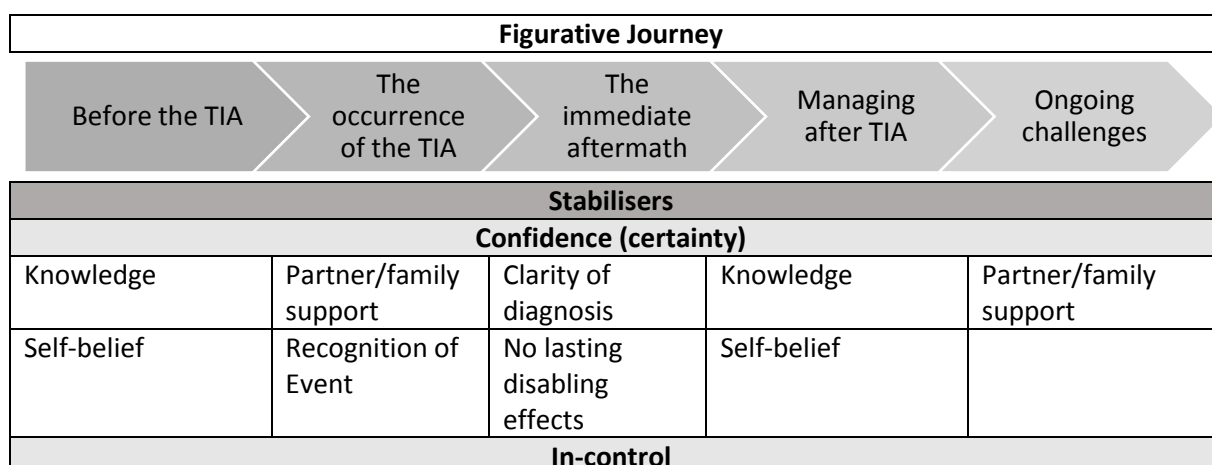 Figurative Journey
Before the TIA
The
occurrence
of the TIA
The
immediate
aftermath
Managing
after TIA
Ongoing
challenges
Stabilisers
Confidence (certainty)
Knowledge
Partner/family
support
Clarity of
diagnosis
Knowledge
Partner/family
support
Self-belief
Recognition of
Event
No lasting
disabling
effects
Self-belief
In-control